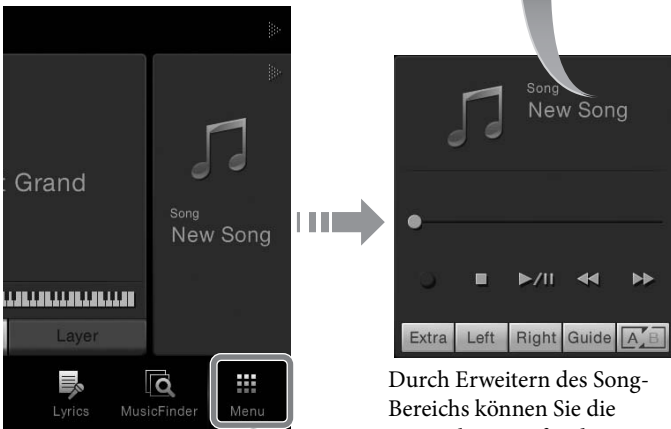 t Grand
Song
New Song
Layer
Lyrics
MusicFinder
Menu
Song
New Song
Extra
Left
Right
Guide
A B
Durch Erweitern des Song-
Bereichs können Sie die